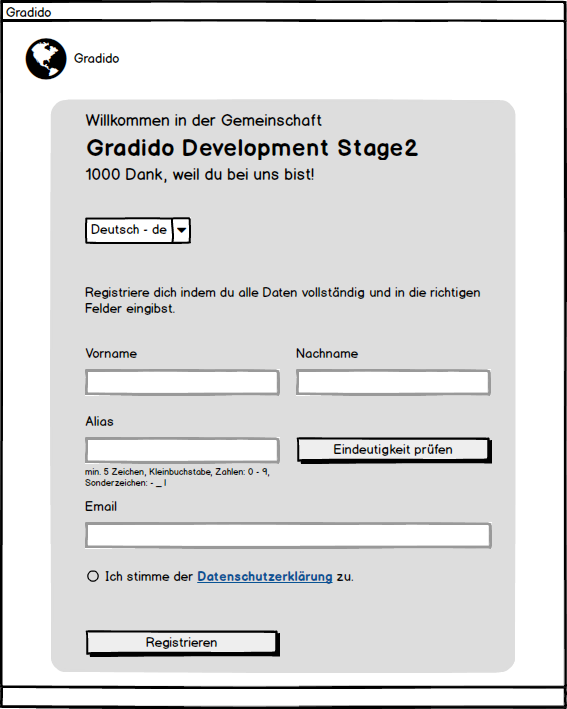 Gradido
Gradido
Willkommen in der Gemeinschaft
Gradido Development Stage2
1000 Dank, weil du bei uns bist!
Deutsch - de
Registriere dich indem du alle Daten vollständig und in die richtigen
Felder eingibst.
Vorname
Nachname
Alias
Eindeutigkeit prüfen
min. 5 Zeichen, Kleinbuchstabe, Zahlen: 0 - 9,
Sonderzeichen: - _ |
Email
Ich stimme der Datenschutzerklärung zu.
Registrieren